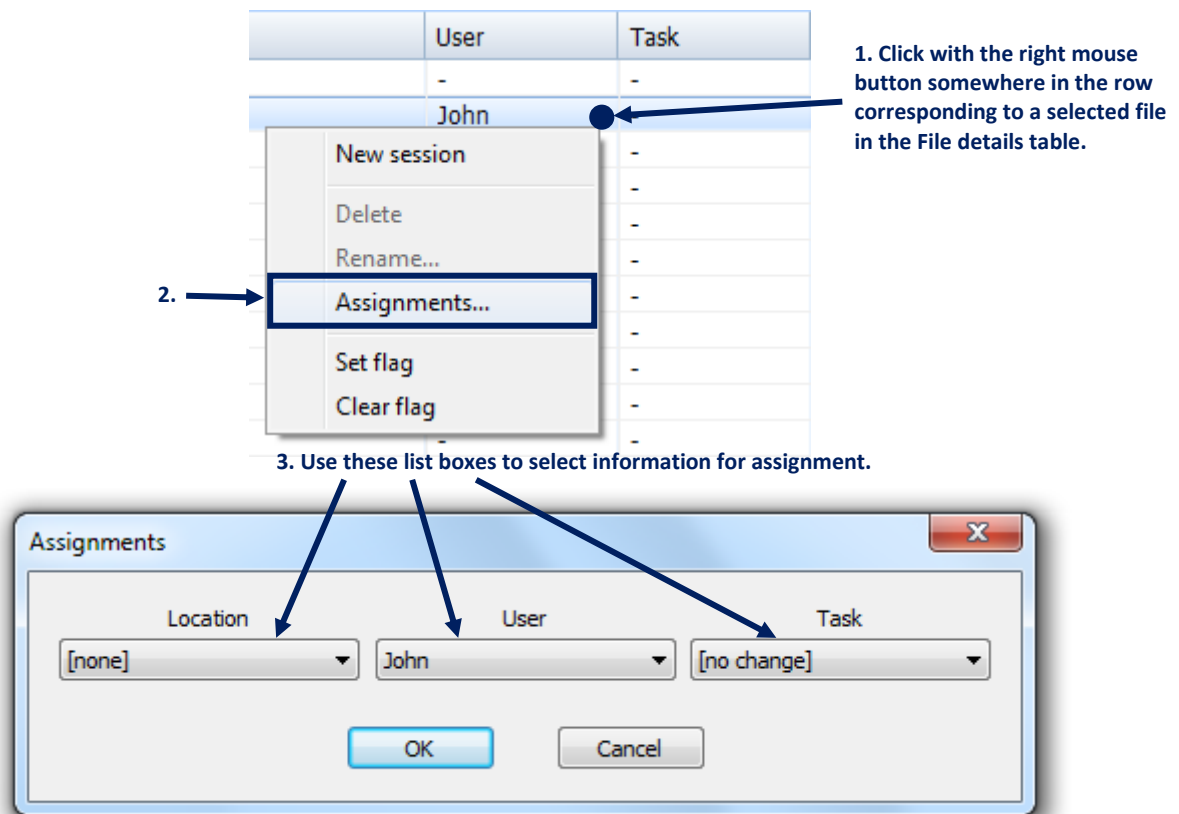 User Task
- -
1. Click with the right mouse
button somewhere in the row
corresponding to a selected file
in the File details table.
John -
New session -
-
Delete -
Rename... -
2. Assignments... -
-
Set flag -
Clear flag -
- -
3. Use these list boxes to select information for assignment.
Assignments
Location User Task
[none] John [no change]
OK Cancel